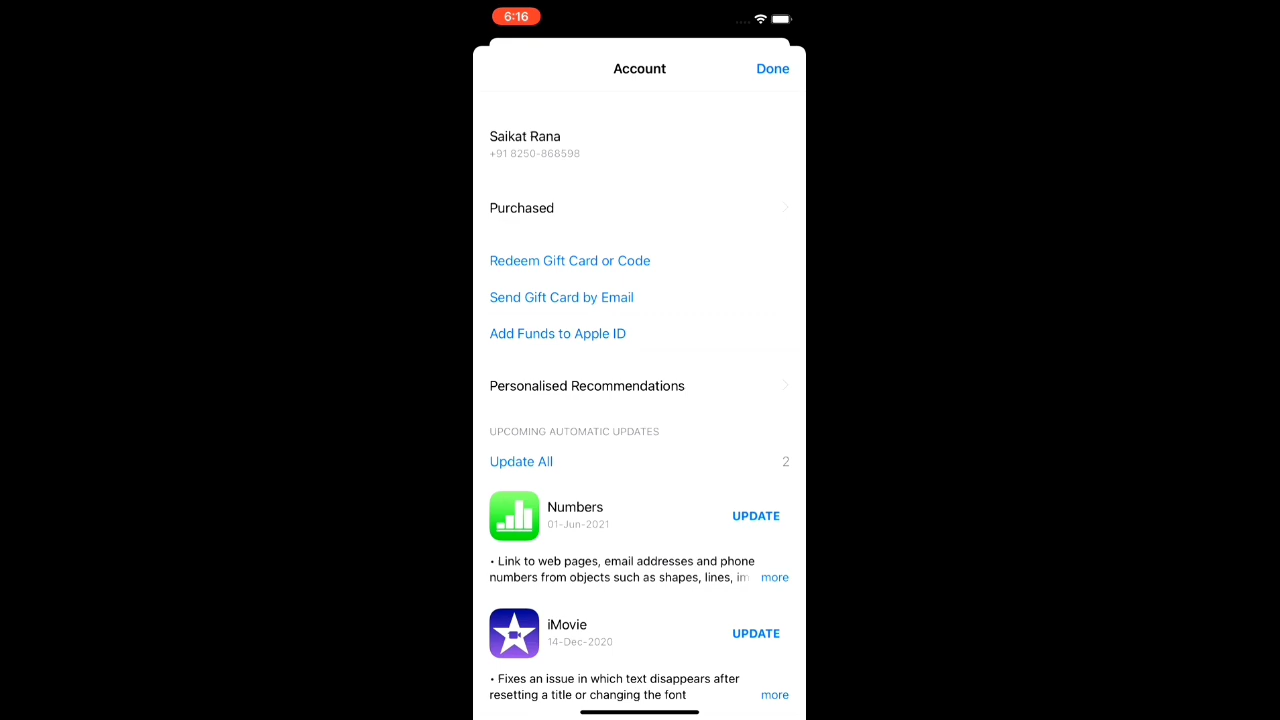 6:16
Account
Done
Saikat Rana
+91 8250-868598
Purchased
Redeem Gift Card or Code
Send Gift Card by Email
Add Funds to Apple ID
Personalised Recommendations
UPCOMING AUTOMATIC UPDATES
Update All
2
Numbers
01-Jun-2021
UPDATE
• Link to web pages, email addresses and phone
numbers from objects such as shapes, lines, im
more
iMovie
14-Dec-2020
UPDATE
• Fixes an issue in which text disappears after
resetting a title or changing the font
more